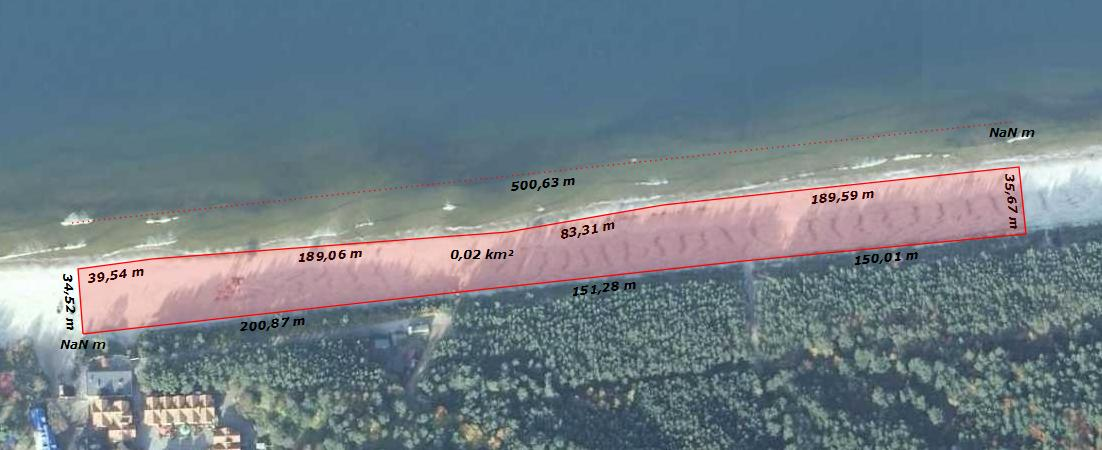 NaN m
500,63 m
189,59 m
35,67 m
83,31 m
189,06 m
0,02 km²
39,54 m
34,52 m
150,01 m
151,28 m
200,87 m
NaN m